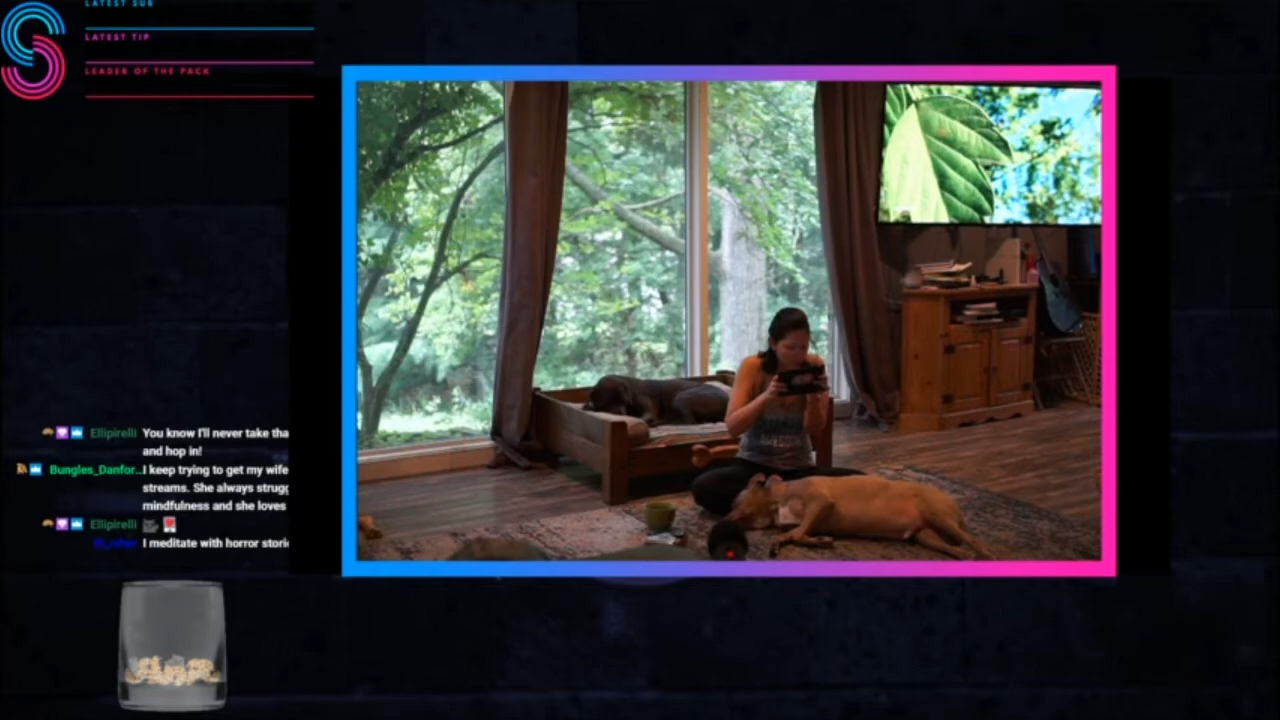 LATEST SUB
LATEST TIP
LEADER OF THE PACK
Ellipirelli You know I'll never take tha
and hop in!
Bungles_Danfor... I keep trying to get my wife
streams. She always strugg
mindfulness and she loves
Ellipirelli
I meditate with horror storie